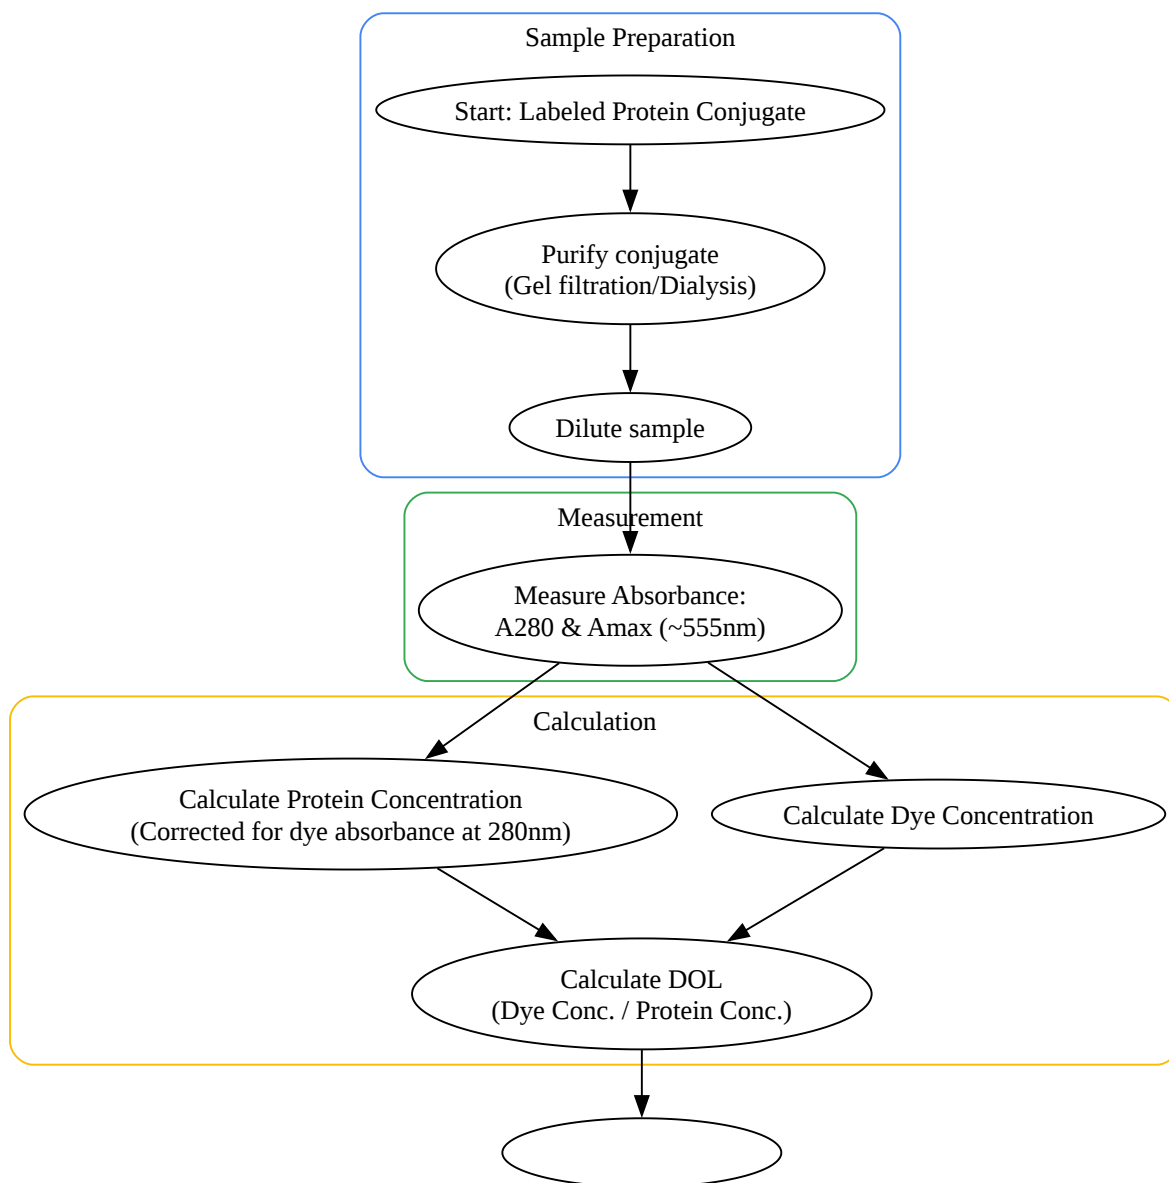 Sample Preparation
Start: Labeled Protein Conjugate
Purify conjugate
(Gel filtration/Dialysis)
Dilute sample
Measurement
Measure Absorbance:
A280 & Amax (~555nm)
Calculation
Calculate Protein Concentration
(Corrected for dye absorbance at 280nm)
Calculate Dye Concentration
Calculate DOL
(Dye Conc. / Protein Conc.)